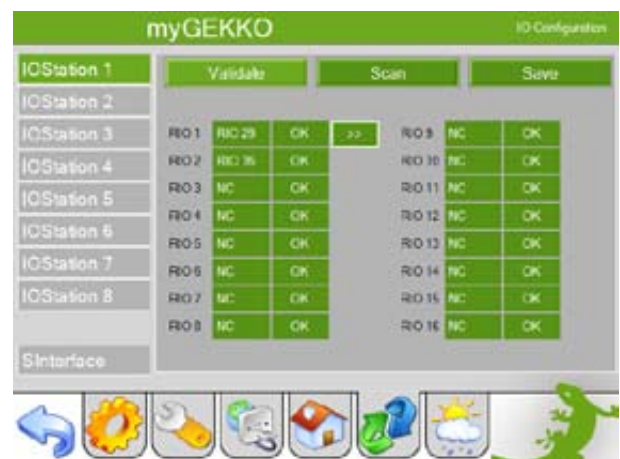 myGEKKO
IO-Configuration
IOStation 1
IOStation 2
IOStation 3
IOStation 4
IOStation 5
IOStation 6
IOStation 7
IOStation 8
SInterface
Validate Scan Save
RIO 1 RIO 29 OK >> RIO 9 NC OK
RIO 2 RIO 35 OK RIO 10 NC OK
RIO 3 NC OK RIO 11 NC OK
RIO 4 NC OK RIO 12 NC OK
RIO 5 NC OK RIO 13 NC OK
RIO 6 NC OK RIO 14 NC OK
RIO 7 NC OK RIO 15 NC OK
RIO 8 NC OK RIO 16 NC OK